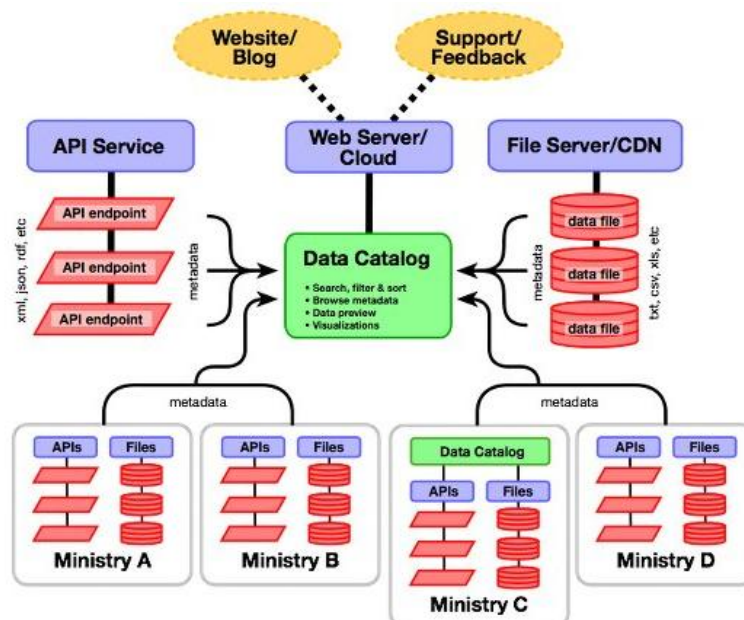 Website/
Blog
Support/
Feedback
API Service
Web Server/
Cloud
File Server/CDN
API endpoint
API endpoint
API endpoint
xml, json, rdf, etc
metadata
Data Catalog
• Search, filter & sort
• Browse metadata
• Data preview
• Visualizations
metadata
data file
data file
data file
txt, csv, xls, etc
metadata
metadata
APIs
Files
Ministry A
APIs
Files
Ministry B
Data Catalog
APIs
Files
Ministry C
APIs
Files
Ministry D